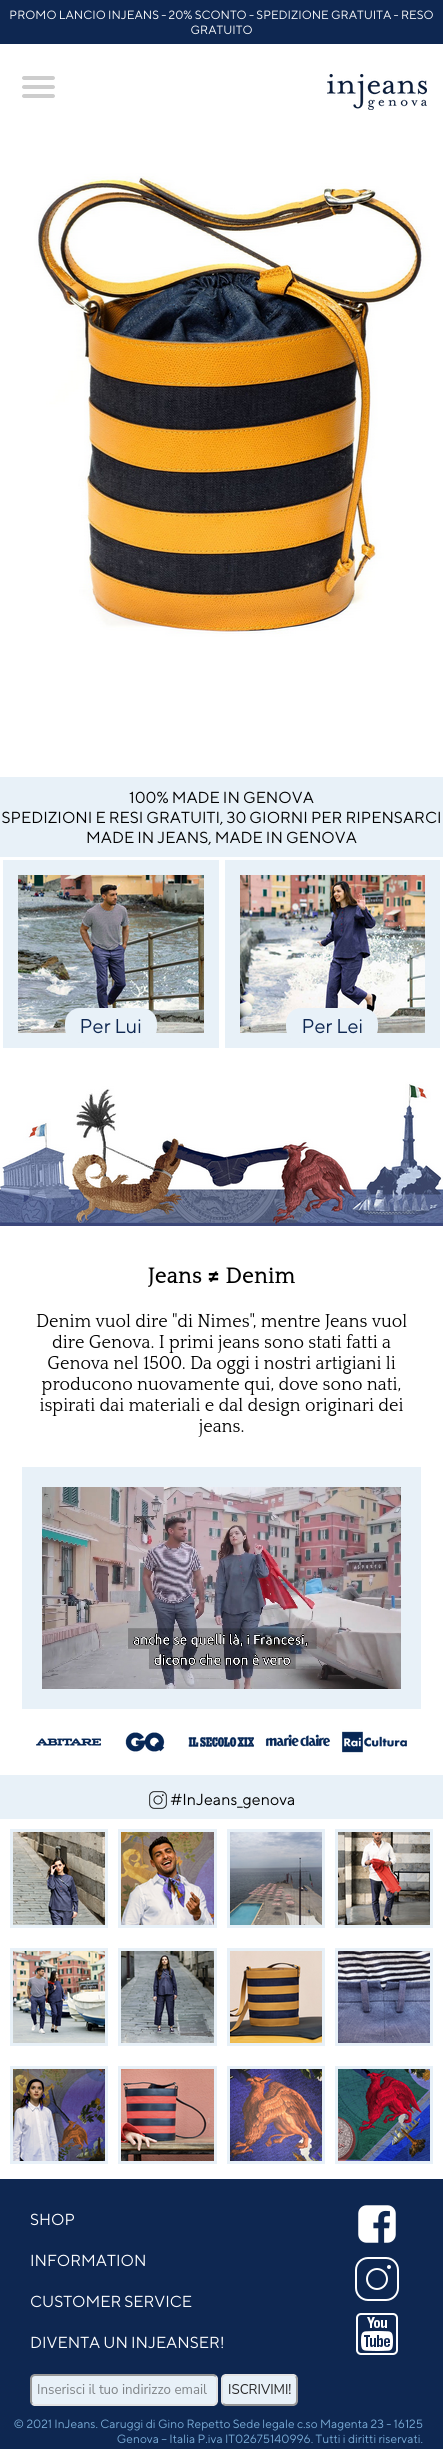 PROMO LANCIO INJEANS - 20% SCONTO - SPEDIZIONE GRATUITA - RESO
GRATUITO
injeans
genova
100% MADE IN GENOVA
SPEDIZIONI E RESI GRATUITI, 30 GIORNI PER RIPENSARCI
MADE IN JEANS, MADE IN GENOVA
Per Lui
Per Lei
Jeans ≠ Denim
Denim vuol dire "di Nimes", mentre Jeans vuol
dire Genova. I primi jeans sono stati fatti a
Genova nel 1500. Da oggi i nostri artigiani li
producono nuovamente qui, dove sono nati,
ispirati dai materiali e dal design originari dei
jeans.
anche se quelli là, i Francesi,
dicono che non è vero
ABITARE GQ IL SECOLO XIX marie claire Rai Cultura
#InJeans_genova
SHOP
INFORMATION
CUSTOMER SERVICE
DIVENTA UN INJEANSER!
You
Tube
Inserisci il tuo indirizzo email ISCRIVIMI!
© 2021 InJeans. Caruggi di Gino Repetto Sede legale c.so Magenta 23 - 16125
Genova – Italia P.iva IT02675140996. Tutti i diritti riservati.